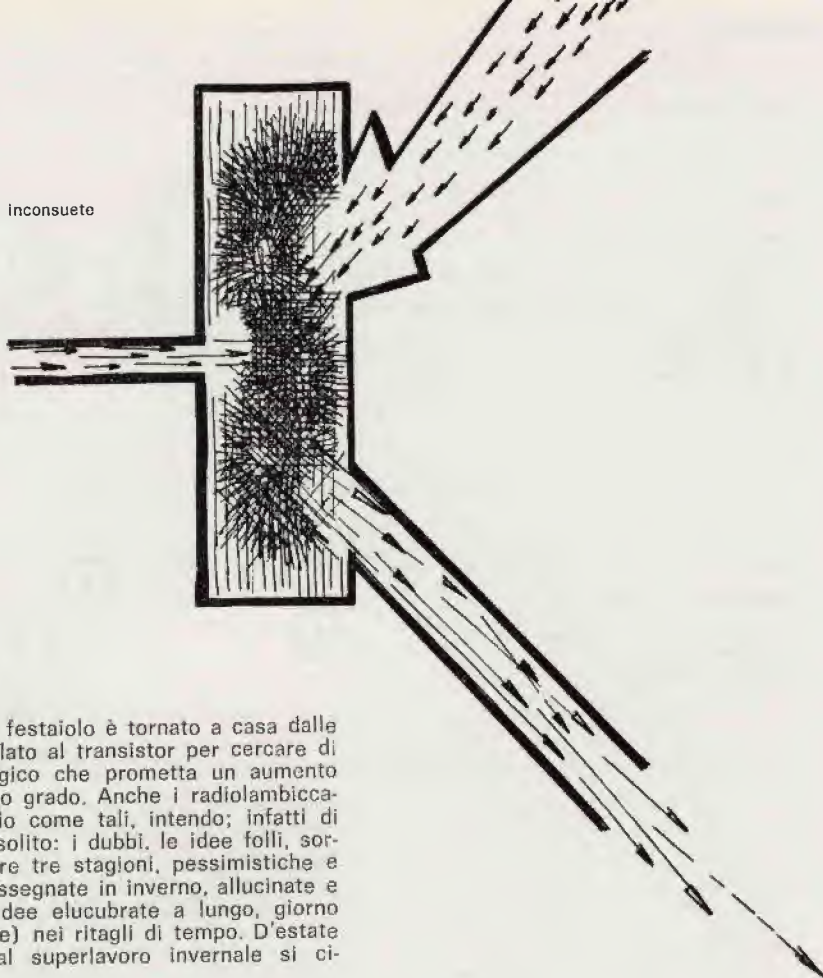 inconsuete
festaiolo è tornato a casa dalle
lato al transistor per cercare di
gico che prometta un aumento
o grado. Anche i radiolambicca-
io come tali, intendo; infatti di
solito: i dubbi, le idee folli, sor-
re tre stagioni, pessimistiche e
ssegnate in inverno, allucinate e
dee elucubrate a lungo, giorno
e) nei ritagli di tempo. D'estate
al superlavoro invernale si ci-